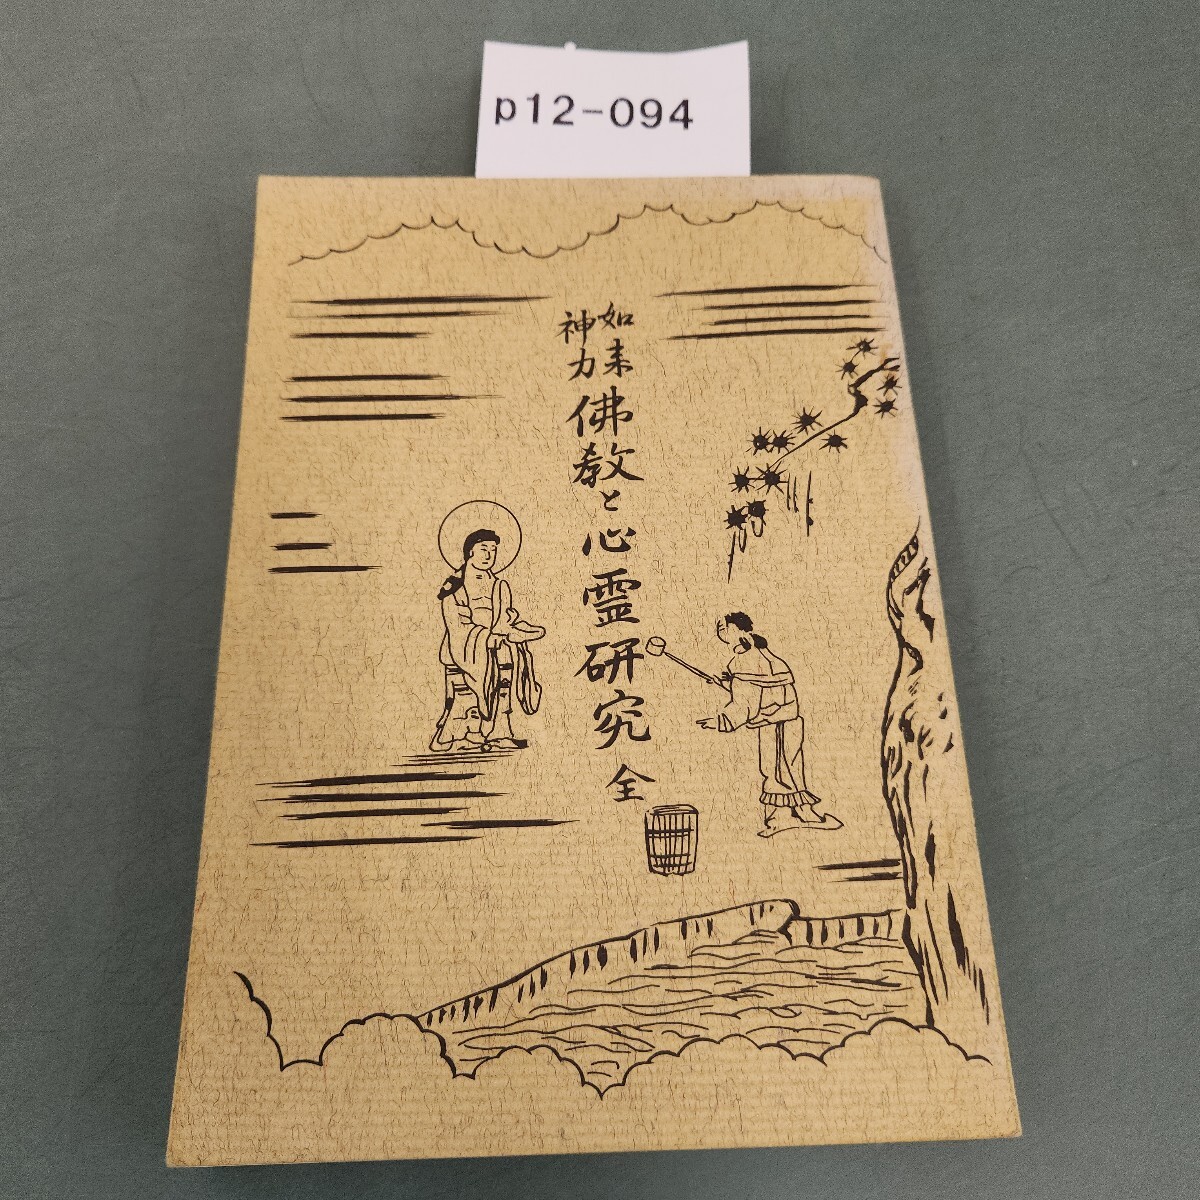 p12-094
如来
神力
佛教と心霊研究 全